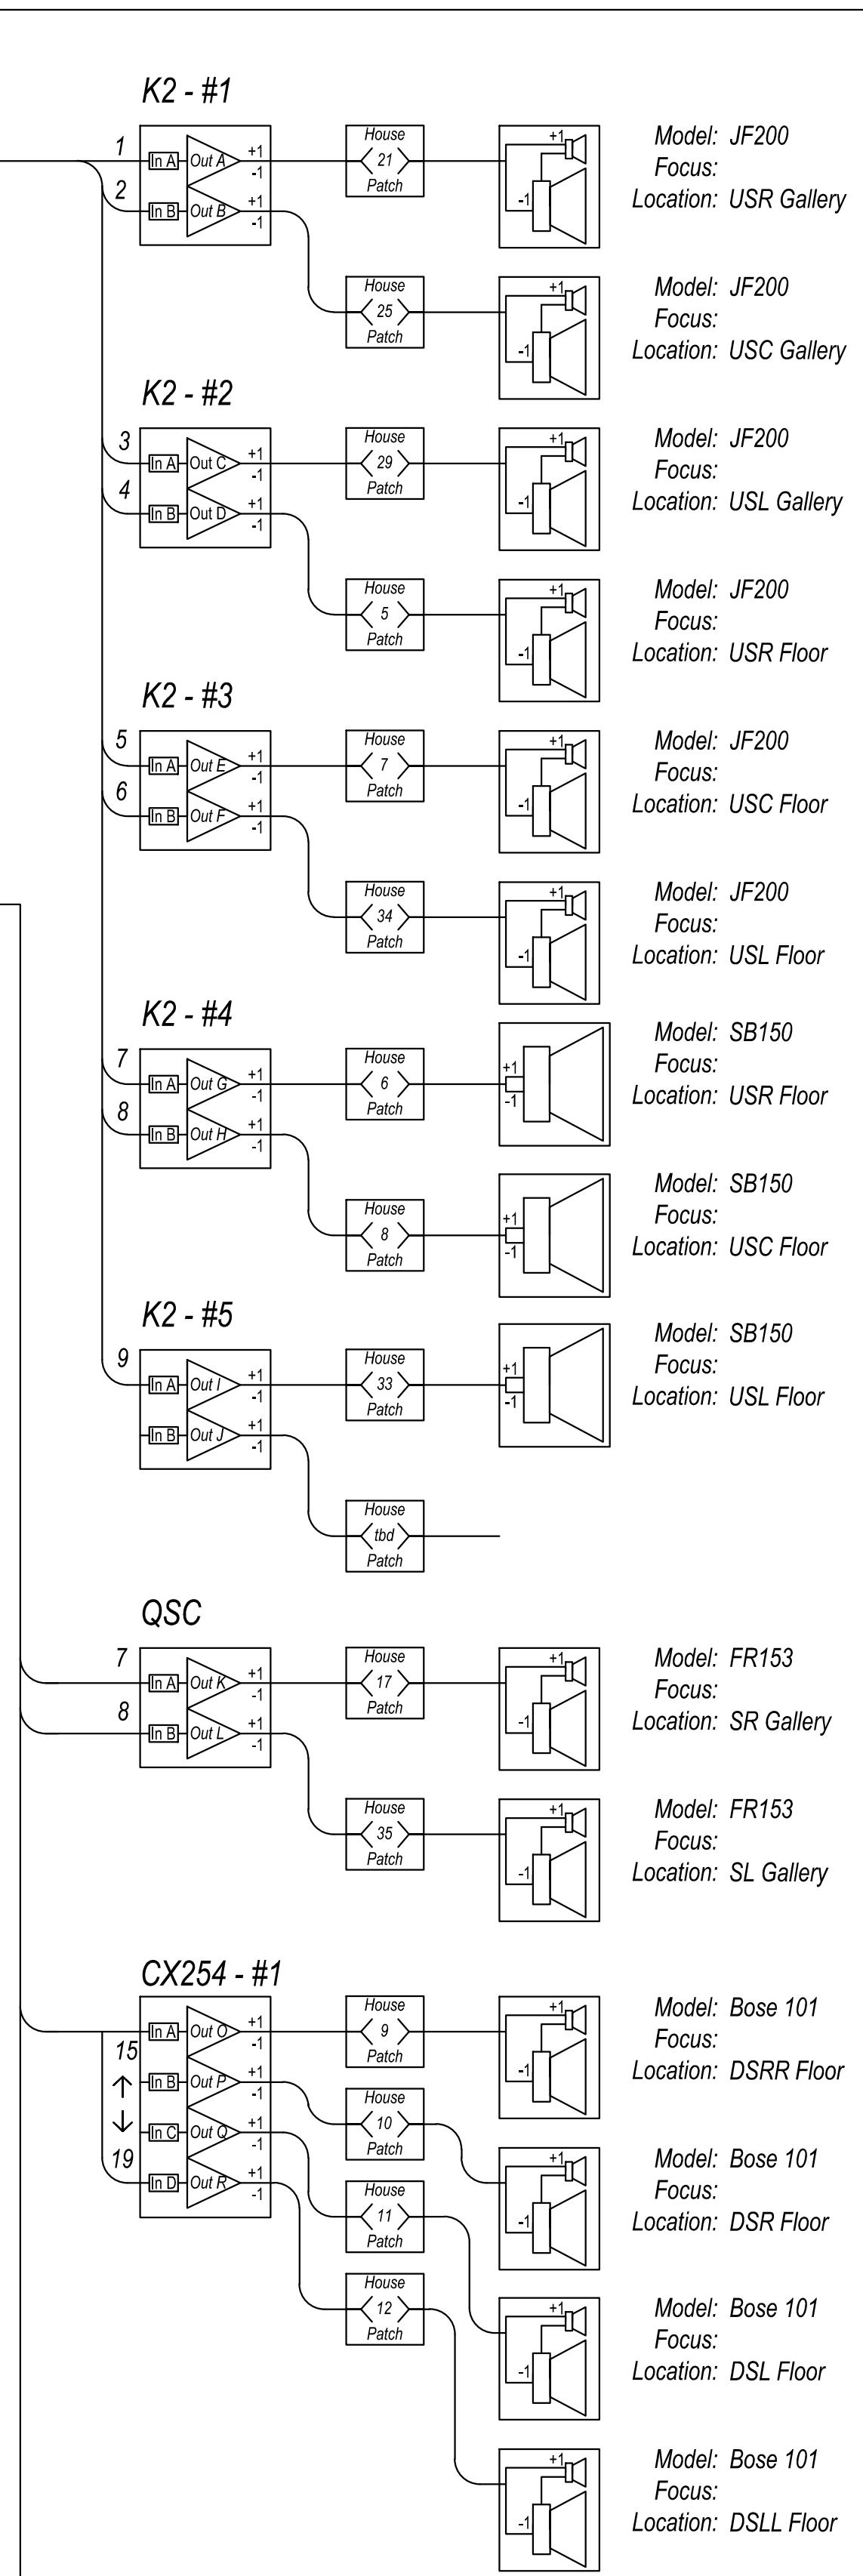 K2 - #1
1
In A
Out A
+1
-1
House
21
Patch
+1
-1
Model: JF200
Focus:
Location: USR Gallery
2
In B
Out B
+1
-1
House
25
Patch
+1
-1
Model: JF200
Focus:
Location: USC Gallery
K2 - #2
3
In A
Out C
+1
-1
House
29
Patch
+1
-1
Model: JF200
Focus:
Location: USL Gallery
4
In B
Out D
+1
-1
House
5
Patch
+1
-1
Model: JF200
Focus:
Location: USR Floor
K2 - #3
5
In A
Out E
+1
-1
House
7
Patch
+1
-1
Model: JF200
Focus:
Location: USC Floor
6
In B
Out F
+1
-1
House
34
Patch
+1
-1
Model: JF200
Focus:
Location: USL Floor
K2 - #4
7
In A
Out G
+1
-1
House
6
Patch
+1
-1
Model: SB150
Focus:
Location: USR Floor
8
In B
Out H
+1
-1
House
8
Patch
+1
-1
Model: SB150
Focus:
Location: USC Floor
K2 - #5
9
In A
Out I
+1
-1
House
33
Patch
+1
-1
Model: SB150
Focus:
Location: USL Floor
In B
Out J
+1
-1
House
tbd
Patch
QSC
7
In A
Out K
+1
-1
House
17
Patch
+1
-1
Model: FR153
Focus:
Location: SR Gallery
8
In B
Out L
+1
-1
House
35
Patch
+1
-1
Model: FR153
Focus:
Location: SL Gallery
CX254 - #1
15
In A
Out O
+1
-1
House
9
Patch
+1
-1
Model: Bose 101
Focus:
Location: DSRR Floor
In B
Out P
+1
-1
House
10
Patch
+1
-1
Model: Bose 101
Focus:
Location: DSR Floor
In C
Out Q
+1
-1
House
11
Patch
+1
-1
Model: Bose 101
Focus:
Location: DSL Floor
19
In D
Out R
+1
-1
House
12
Patch
+1
-1
Model: Bose 101
Focus:
Location: DSLL Floor